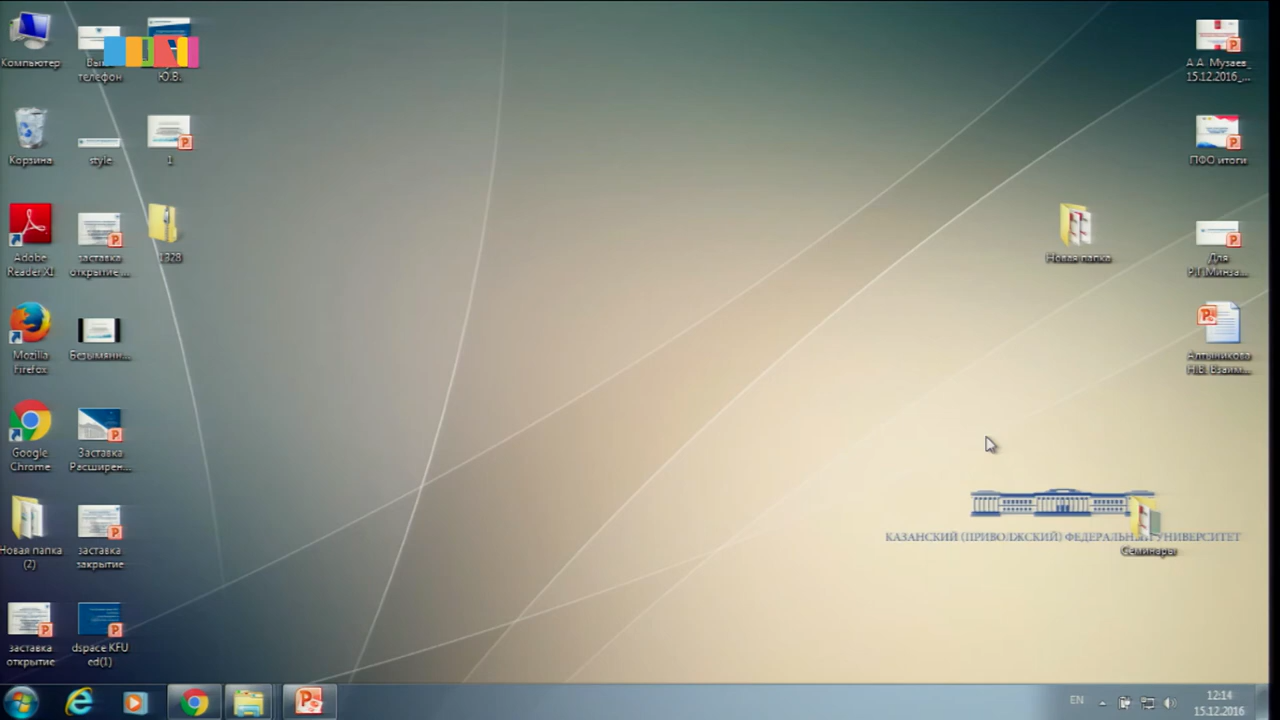 Компьютер
телефон
Ю.В.
Корзина
style
1
Adobe
Reader XI
заставка
открытие ...
1328
Mozilla
Firefox
Безымянн...
Google
Chrome
Заставка
Расширен...
Новая папка
(2)
заставка
закрытие
заставка
открытие
dspace KFU
ed(1)
А.А. Музаев_
15.12.2016_...
ПФО итоги
Новая папка
Для
Р.Г.Минза...
Алтыникова
Н.В. Взаим...
КАЗАНСКИЙ (ПРИВОЛЖСКИЙ) ФЕДЕРАЛЬНЫЙ УНИВЕРСИТЕТ
Семинары
EN
12:14
15.12.2016